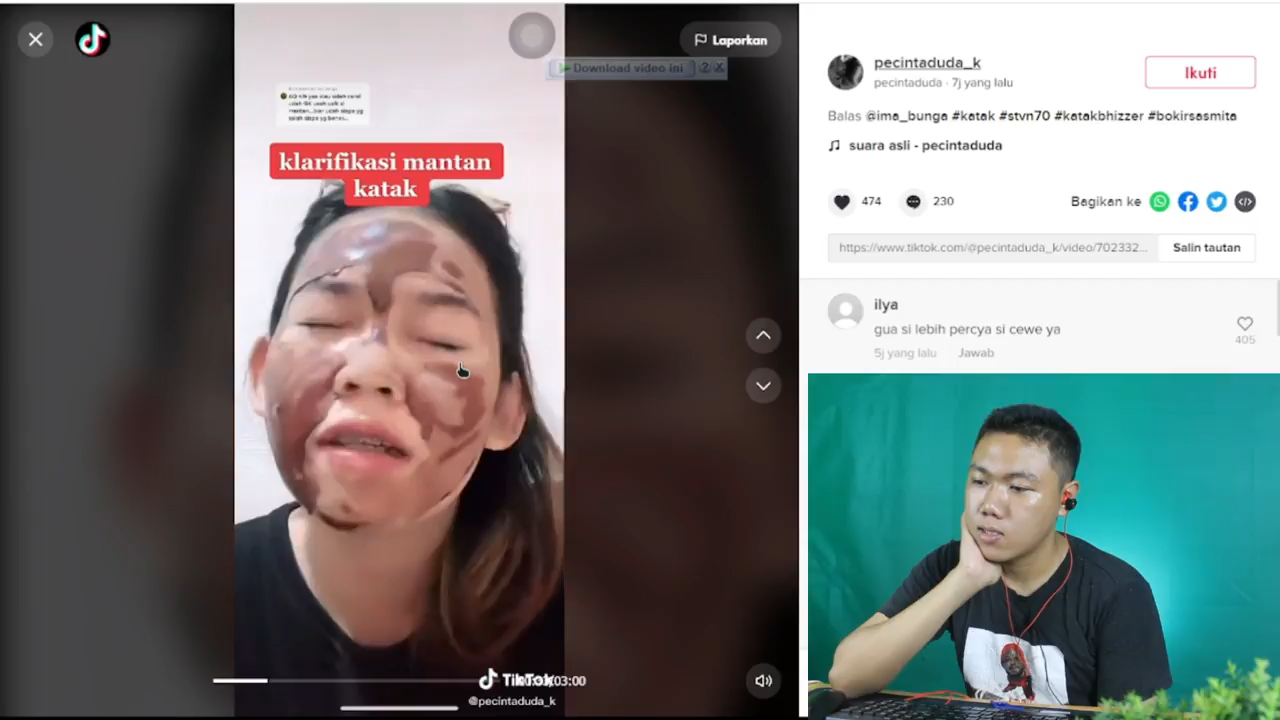 Laporkan
Download video ini ? X
klarifikasi mantan
katak
TikTok
03:00
@pecintaduda_k
pecintaduda_k
pecintaduda · 7j yang lalu
Ikuti
Balas @ima_bunga #katak #stvn70 #katakbhizzer #bokirsasmita
suara asli - pecintaduda
474
230
Bagikan ke
https://www.tiktok.com/@pecintaduda_k/video/702332...
Salin tautan
ilya
gua si lebih percya si cewe ya
405
5j yang lalu Jawab